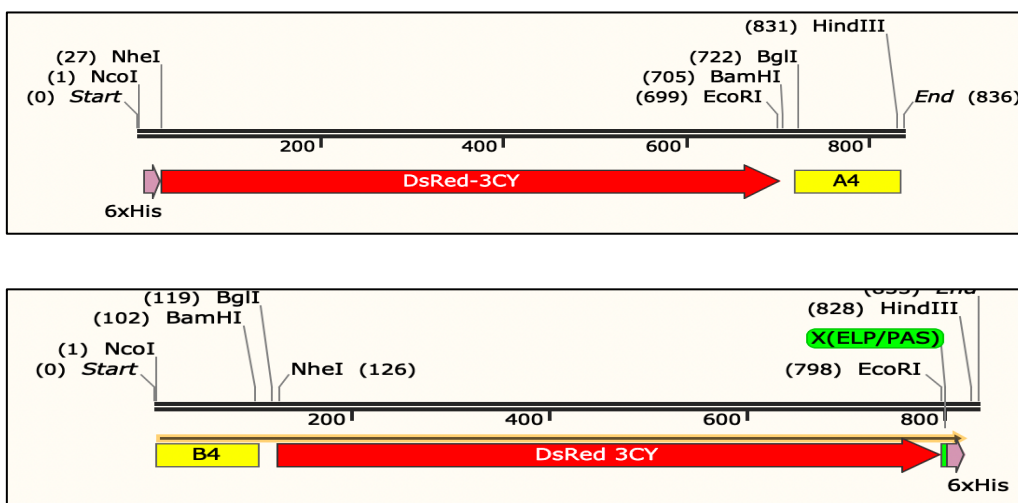 (831) HindIII
(27) NheI
(722) BglI
(1) NcoI
(705) BamHI
(0) Start
(699) EcoRI
End (836)
200
400
600
800
DsRed-3CY
A4
6xHis
(119) BglI
(828) HindIII
(102) BamHI
X(ELP/PAS)
(1) NcoI
(0) Start
NheI (126)
(798) EcoRI
200
400
600
800
B4
DsRed 3CY
6xHis